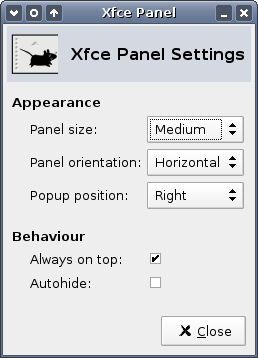 Xfce Panel
Xfce Panel Settings
Appearance
Panel size: Medium
Panel orientation: Horizontal
Popup position: Right
Behaviour
Always on top:
Autohide:
Close